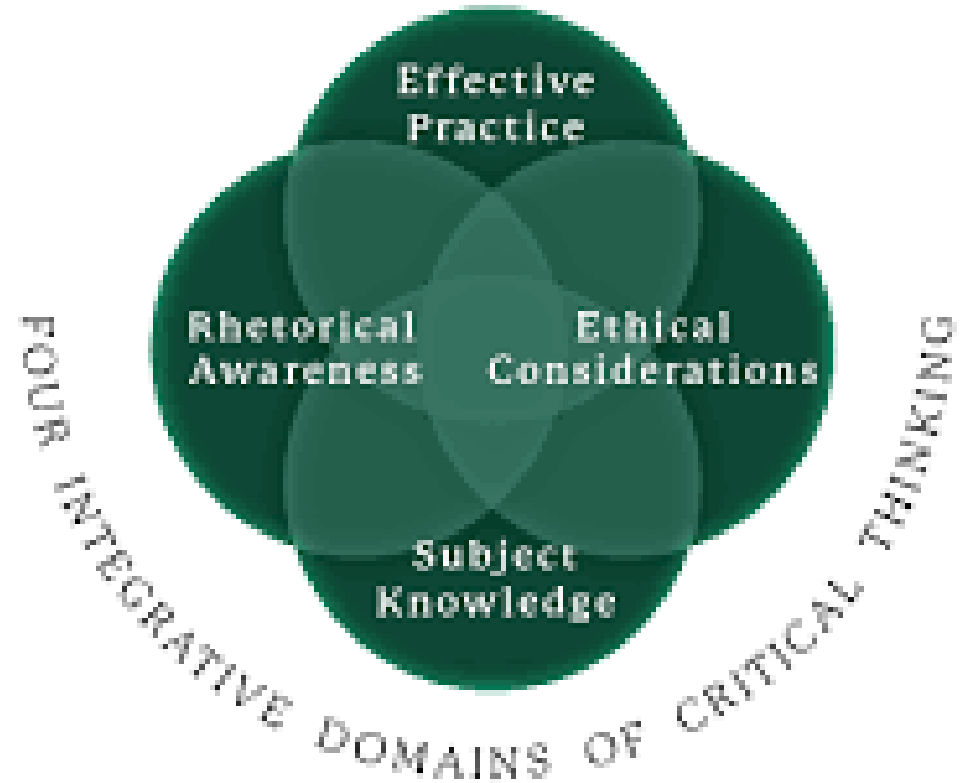 Effective
Practice
Rhetorical
Awareness
Ethical
Considerations
Subject
Knowledge
FOUR INTEGRATIVE DOMAINS OF CRITICAL THINKING